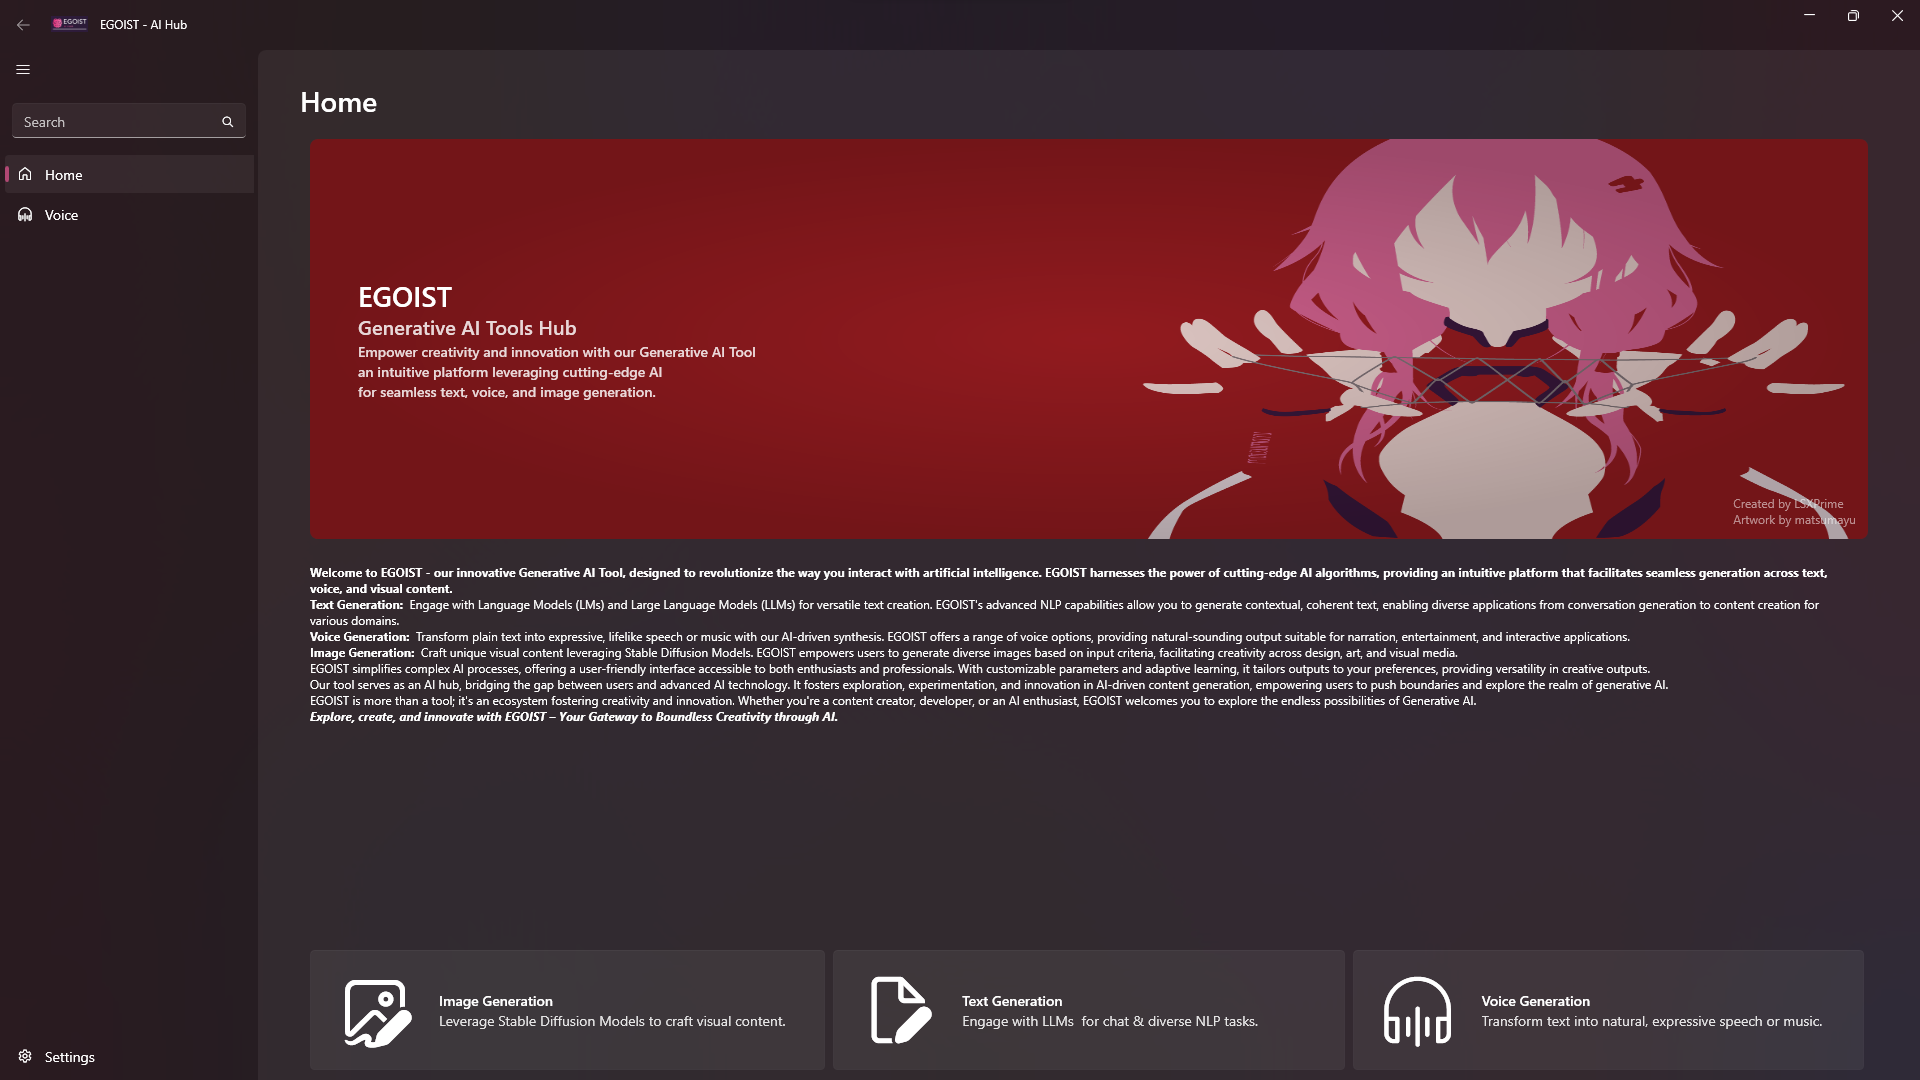 EGOIST
EGOIST - AI Hub
Search
Home
Voice
Settings
Home
EGOIST
Generative AI Tools Hub
Empower creativity and innovation with our Generative AI Tool
an intuitive platform leveraging cutting-edge AI
for seamless text, voice, and image generation.
Created by LSXPrime
Artwork by matsumayu
Welcome to EGOIST - our innovative Generative AI Tool, designed to revolutionize the way you interact with artificial intelligence. EGOIST harnesses the power of cutting-edge AI algorithms, providing an intuitive platform that facilitates seamless generation across text,
voice, and visual content.
Text Generation: Engage with Language Models (LMs) and Large Language Models (LLMs) for versatile text creation. EGOIST's advanced NLP capabilities allow you to generate contextual, coherent text, enabling diverse applications from conversation generation to content creation for
various domains.
Voice Generation: Transform plain text into expressive, lifelike speech or music with our AI-driven synthesis. EGOIST offers a range of voice options, providing natural-sounding output suitable for narration, entertainment, and interactive applications.
Image Generation: Craft unique visual content leveraging Stable Diffusion Models. EGOIST empowers users to generate diverse images based on input criteria, facilitating creativity across design, art, and visual media.
EGOIST simplifies complex AI processes, offering a user-friendly interface accessible to both enthusiasts and professionals. With customizable parameters and adaptive learning, it tailors outputs to your preferences, providing versatility in creative outputs.
Our tool serves as an AI hub, bridging the gap between users and advanced AI technology. It fosters exploration, experimentation, and innovation in AI-driven content generation, empowering users to push boundaries and explore the realm of generative AI.
EGOIST is more than a tool; it's an ecosystem fostering creativity and innovation. Whether you're a content creator, developer, or an AI enthusiast, EGOIST welcomes you to explore the endless possibilities of Generative AI.
Explore, create, and innovate with EGOIST – Your Gateway to Boundless Creativity through AI.
Image Generation
Leverage Stable Diffusion Models to craft visual content.
Text Generation
Engage with LLMs for chat & diverse NLP tasks.
Voice Generation
Transform text into natural, expressive speech or music.